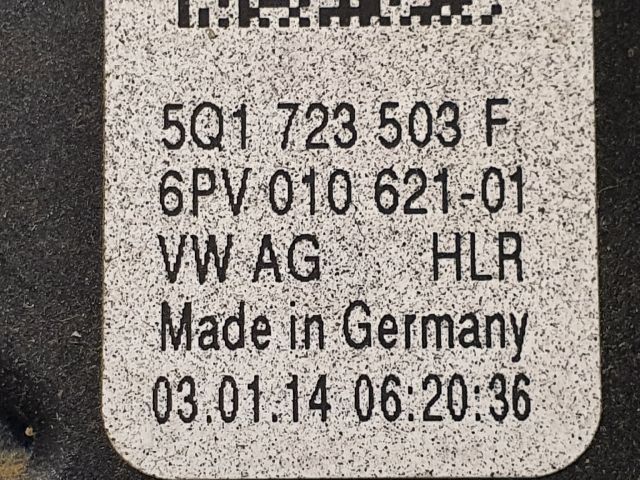 5Q1 723 503 F
6PV 010 621-01
VW AG HLR
Made in Germany
03.01.14 06:20:36